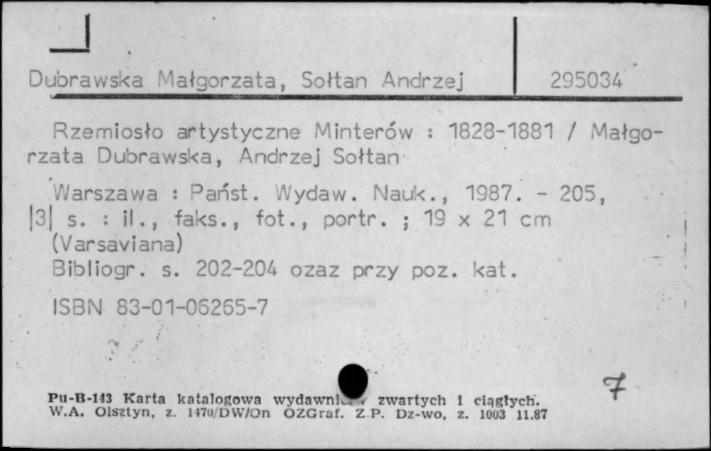 Dubrawska Małgorzata, Sołtan Andrzej 295034
Rzemiosło artystyczne Minterów : 1828-1881 / Małgo-
rzata Dubrawska, Andrzej Sołtan
Warszawa : Państ. Wydaw. Nauk., 1987. - 205,
|3| s. : il., faks., fot., portr. ; 19 x 21 cm
(Varsaviana)
Bibliogr. s. 202-204 ozaz przy poz. kat.
ISBN 83-01-06265-7
7
Pu-B-143 Karta katalogowa zwartych i ciągłych.
W.A. Olsztyn, z. 1470/DW/On OZGraf. Z.P. Dz-wo, z. 1003 11.87